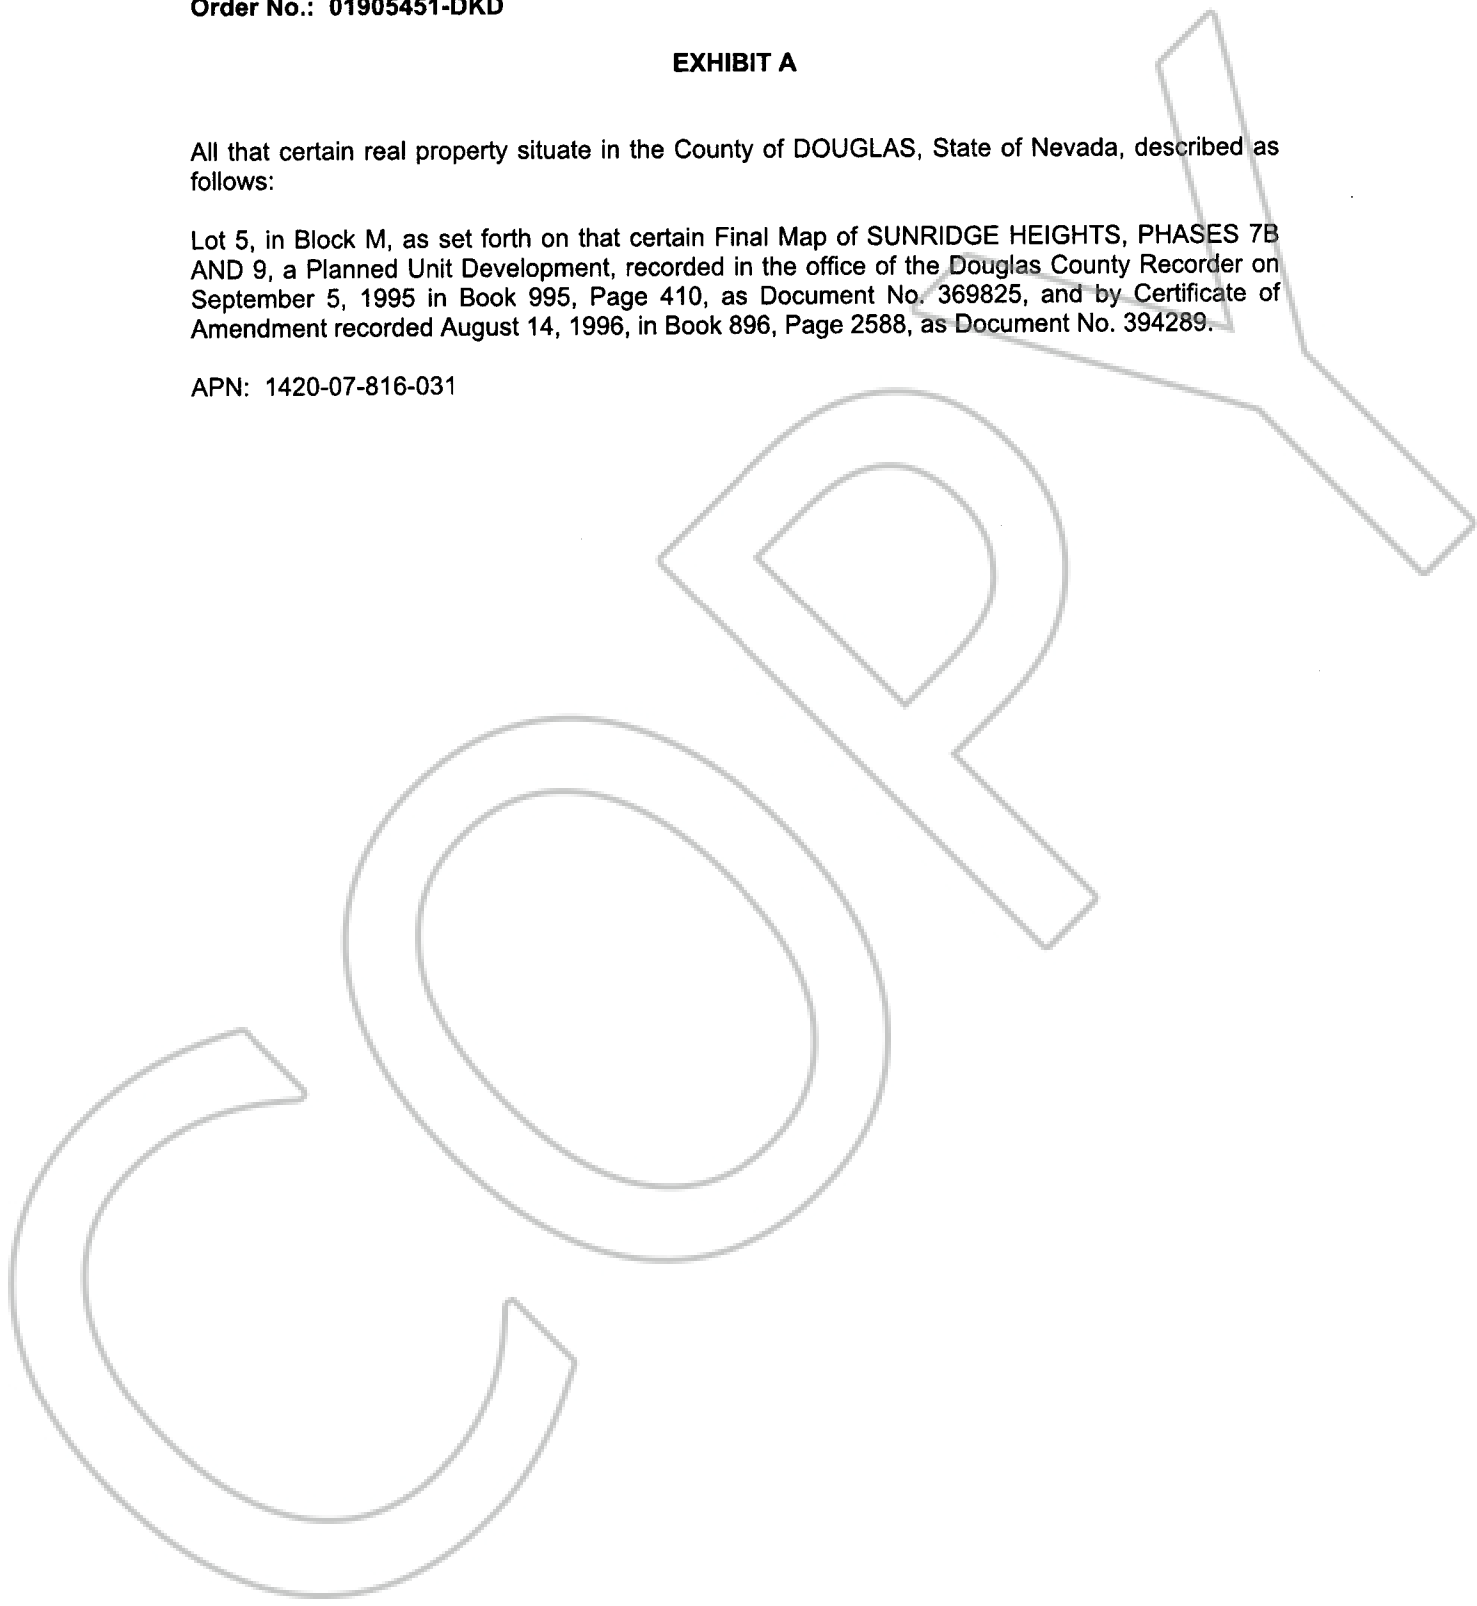 Order No.: 01905451-DKD
EXHIBIT A
All that certain real property situate in the County of DOUGLAS, State of Nevada, described as
follows:
Lot 5, in Block M, as set forth on that certain Final Map of SUNRIDGE HEIGHTS, PHASES 7B
AND 9, a Planned Unit Development, recorded in the office of the Douglas County Recorder on
September 5, 1995 in Book 995, Page 410, as Document No. 369825, and by Certificate of
Amendment recorded August 14, 1996, in Book 896, Page 2588, as Document No. 394289.
APN: 1420-07-816-031
COPY